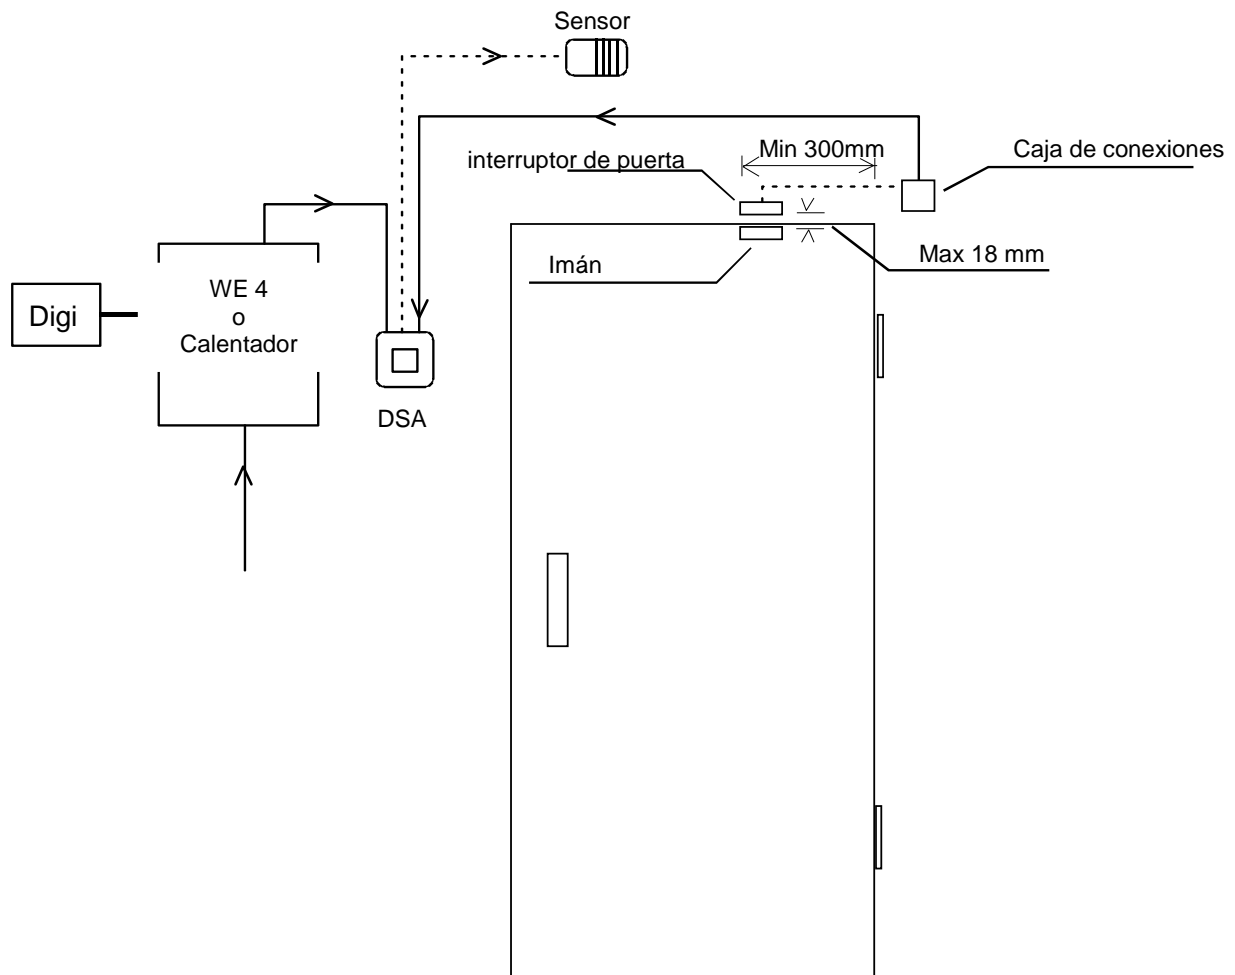 Sensor
Min 300mm
Caja de conexiones
interruptor de puerta
Imán
Max 18 mm
WE 4
o
Calentador
Digi
DSA